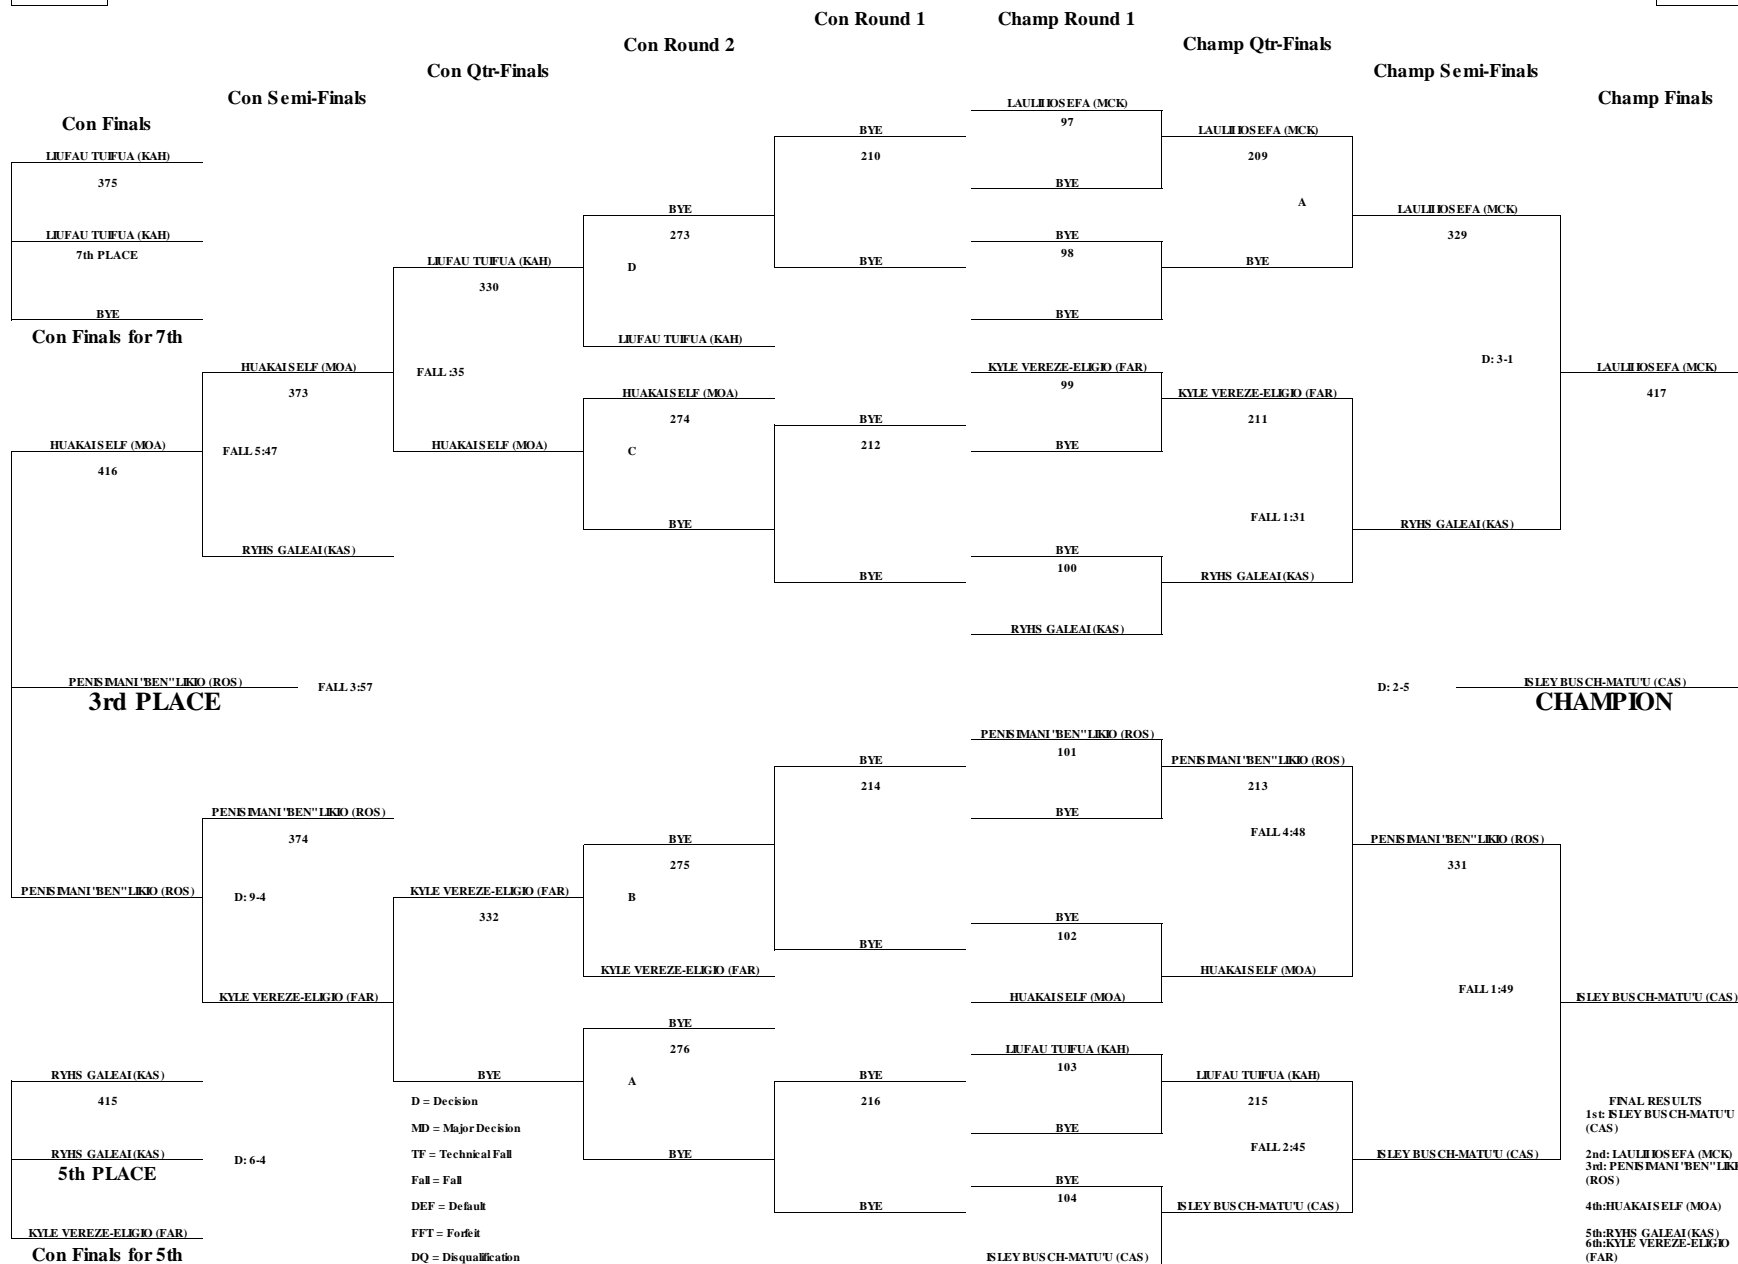 Con Round 1
Champ Round 1
Con Round 2
Champ Qtr-Finals
Con Qtr-Finals
Champ Semi-Finals
Con Semi-Finals
Champ Finals
Con Finals
LIUFAU TUIFUA (KAH)
375
LIUFAU TUIFUA (KAH)
7th PLACE
BYE
Con Finals for 7th
HUAKAI SELF (MOA)
416
PENISIMANI "BEN" LIKIO (ROS)
FALL 3:57
3rd PLACE
PENISIMANI "BEN" LIKIO (ROS)
RYHS GALEAI (KAS)
415
RYHS GALEAI (KAS)
D: 6-4
5th PLACE
KYLE VEREZE-ELIGIO (FAR)
Con Finals for 5th
HUAKAI SELF (MOA)
373
FALL 5:47
RYHS GALEAI (KAS)
PENISIMANI "BEN" LIKIO (ROS)
374
D: 9-4
KYLE VEREZE-ELIGIO (FAR)
LIUFAU TUIFUA (KAH)
330
FALL :35
HUAKAI SELF (MOA)
KYLE VEREZE-ELIGIO (FAR)
332
BYE
D = Decision
MD = Major Decision
TF = Technical Fall
Fall = Fall
DEF = Default
FFT = Forfeit
DQ = Disqualification
BYE
273
D
LIUFAU TUIFUA (KAH)
HUAKAI SELF (MOA)
274
C
BYE
BYE
275
B
KYLE VEREZE-ELIGIO (FAR)
BYE
276
A
BYE
BYE
210
BYE
BYE
212
BYE
BYE
214
BYE
BYE
216
BYE
LAULII IOSEFA (MCK)
97
BYE
BYE
98
BYE
KYLE VEREZE-ELIGIO (FAR)
99
BYE
BYE
100
RYHS GALEAI (KAS)
PENISIMANI "BEN" LIKIO (ROS)
101
BYE
BYE
102
HUAKAI SELF (MOA)
LIUFAU TUIFUA (KAH)
103
BYE
BYE
104
ISLEY BUSCH-MATU'U (CAS)
LAULII IOSEFA (MCK)
209
A
BYE
KYLE VEREZE-ELIGIO (FAR)
211
FALL 1:31
RYHS GALEAI (KAS)
PENISIMANI "BEN" LIKIO (ROS)
213
FALL 4:48
HUAKAI SELF (MOA)
LIUFAU TUIFUA (KAH)
215
FALL 2:45
ISLEY BUSCH-MATU'U (CAS)
LAULII IOSEFA (MCK)
329
D: 3-1
RYHS GALEAI (KAS)
PENISIMANI "BEN" LIKIO (ROS)
331
FALL 1:49
ISLEY BUSCH-MATU'U (CAS)
LAULII IOSEFA (MCK)
417
D: 2-5
ISLEY BUSCH-MATU'U (CAS)
CHAMPION
ISLEY BUSCH-MATU'U (CAS)
FINAL RESULTS
1st: ISLEY BUSCH-MATU'U
(CAS)
2nd: LAULII IOSEFA (MCK)
3rd: PENISIMANI "BEN" LIKI
(ROS)
4th:HUAKAI SELF (MOA)
5th:RYHS GALEAI (KAS)
6th:KYLE VEREZE-ELIGIO
(FAR)